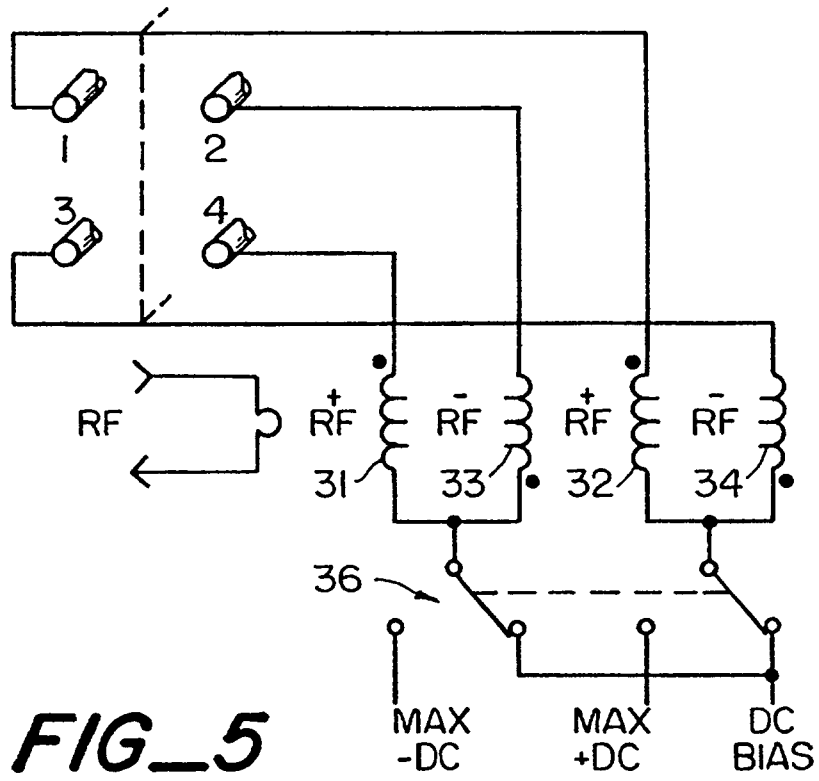 1
2
3
4
RF
+
RF
31
-
RF
33
+
RF
32
-
RF
34
36
MAX
-DC
MAX
+DC
DC
BIAS
FIG_5